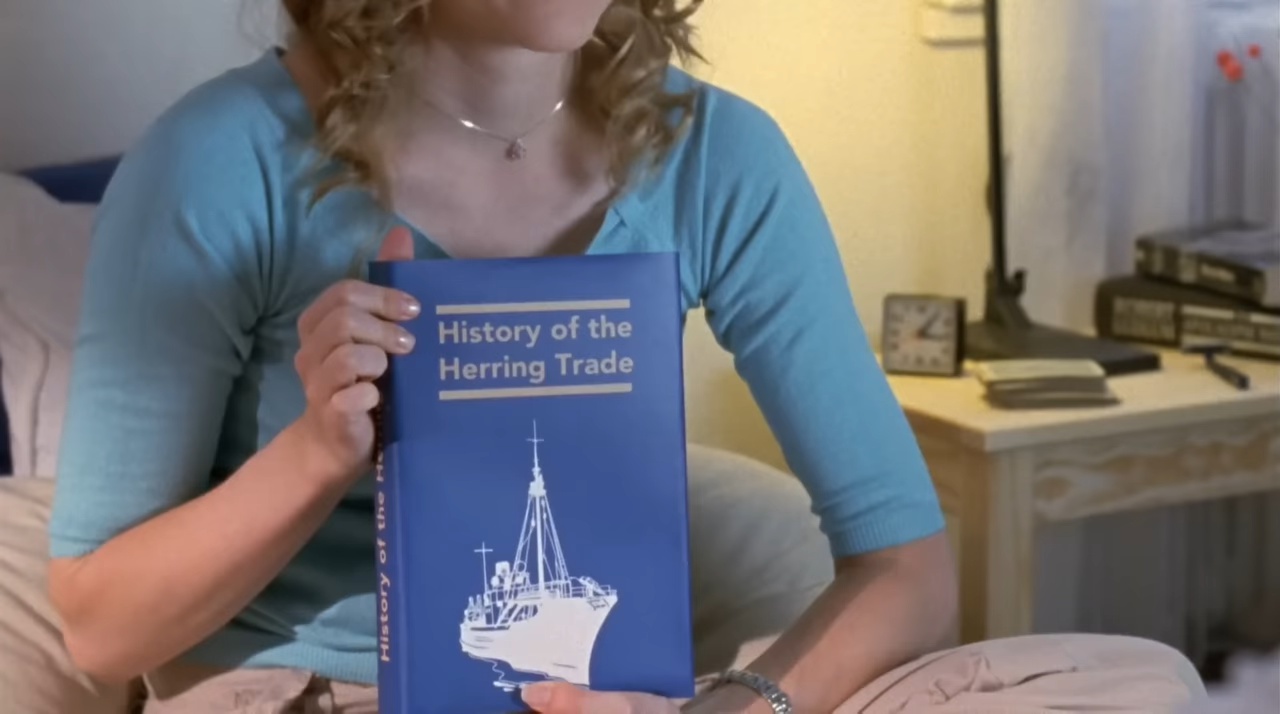 History of the
Herring Trade
History of the He